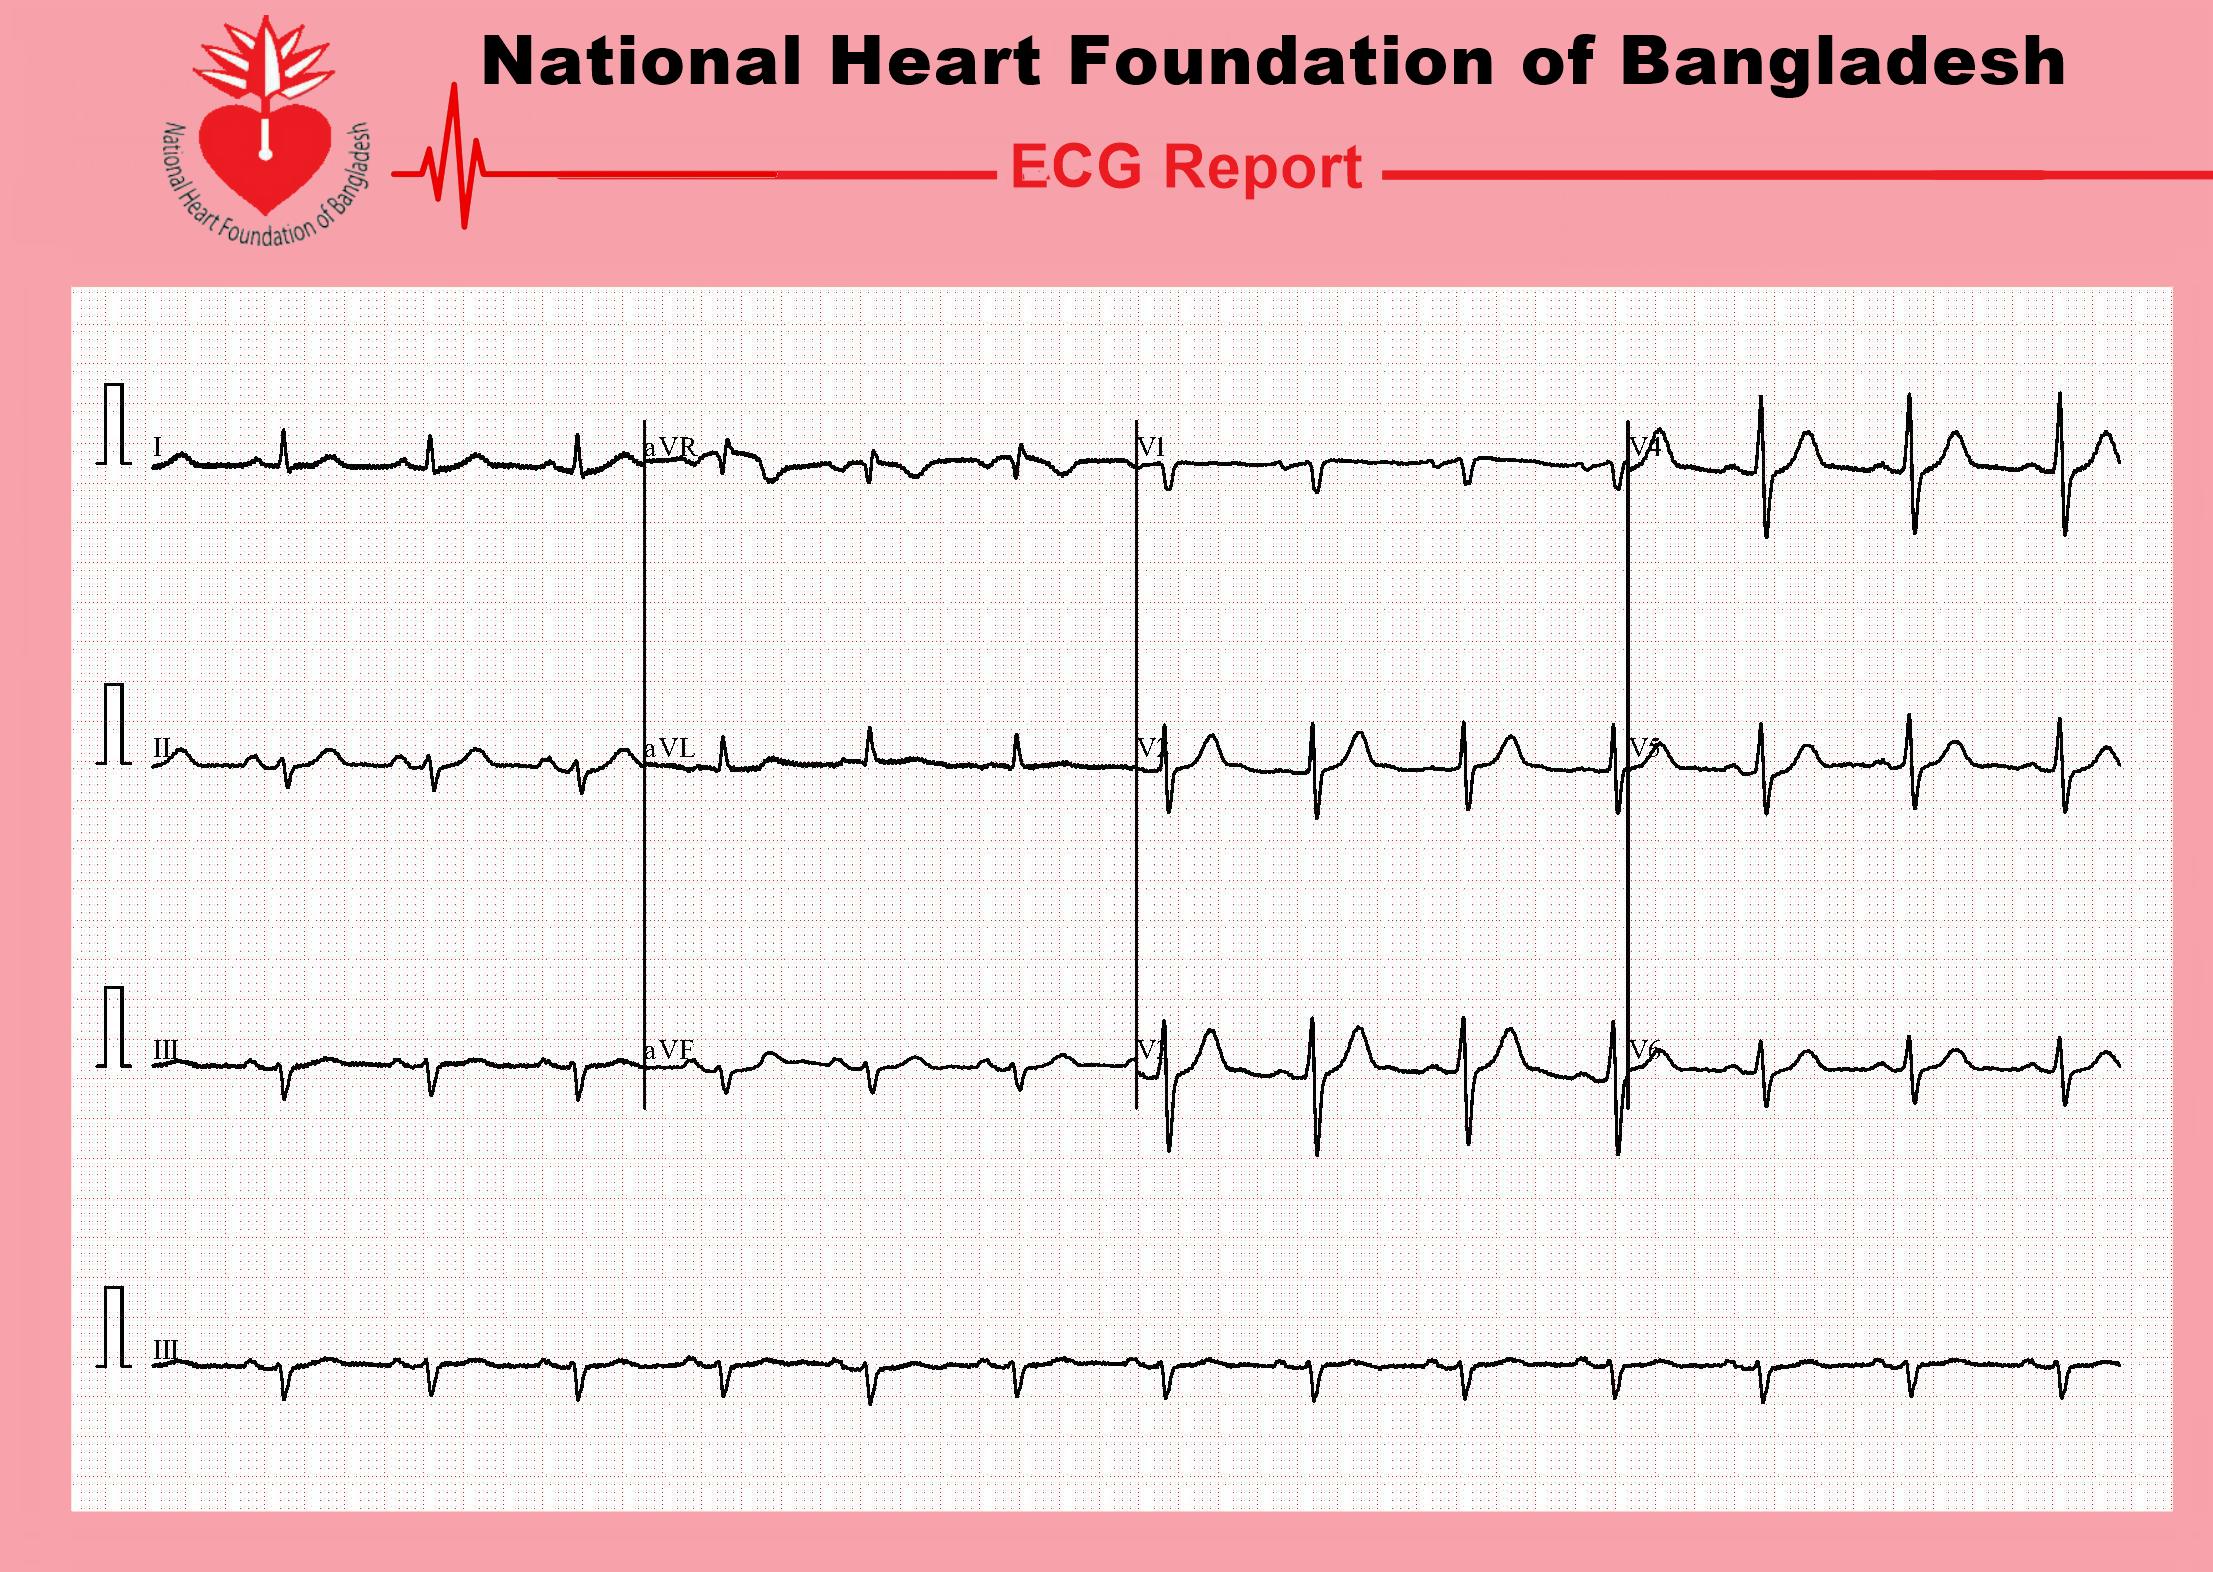 National Heart Foundation of Bangladesh
National Heart Foundation of Bangladesh
ECG Report
I
aVR
V1
V4
II
aVL
V2
V5
III
aVF
V3
V6
III